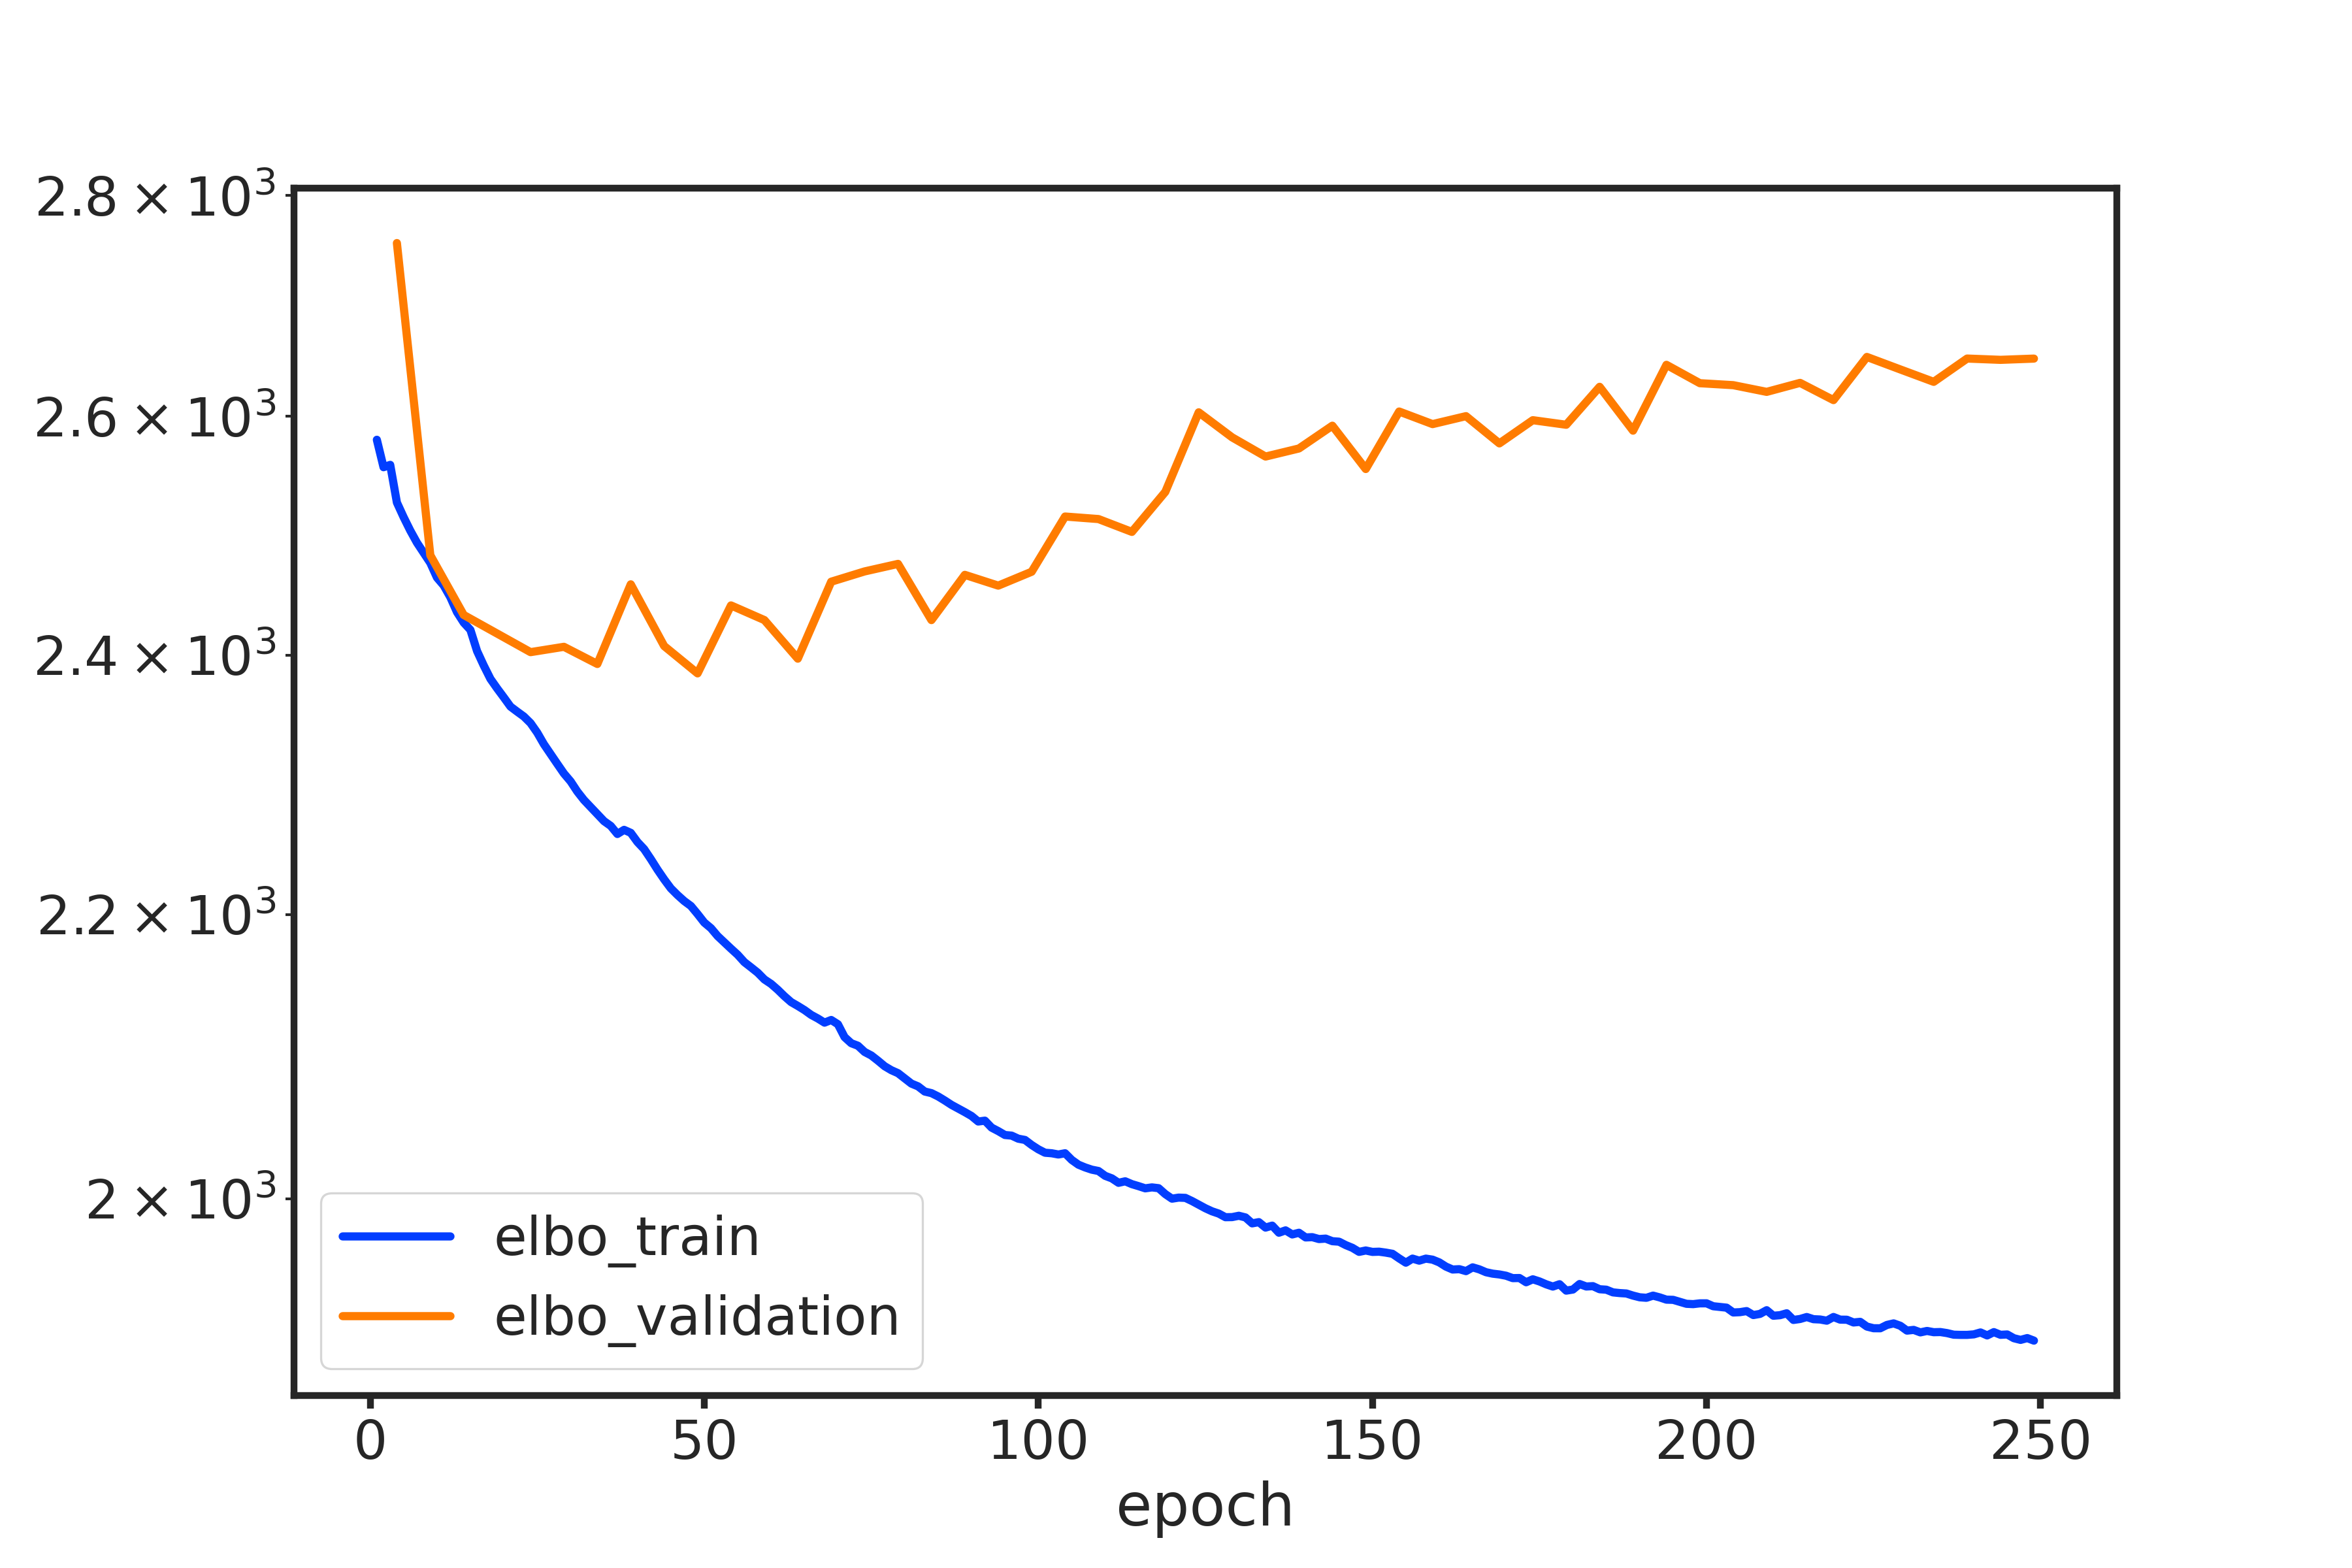 2.8 × 10³
2.6 × 10³
2.4 × 10³
2.2 × 10³
2 × 10³
elbo_train
elbo_validation
0 50 100 150 200 250
epoch